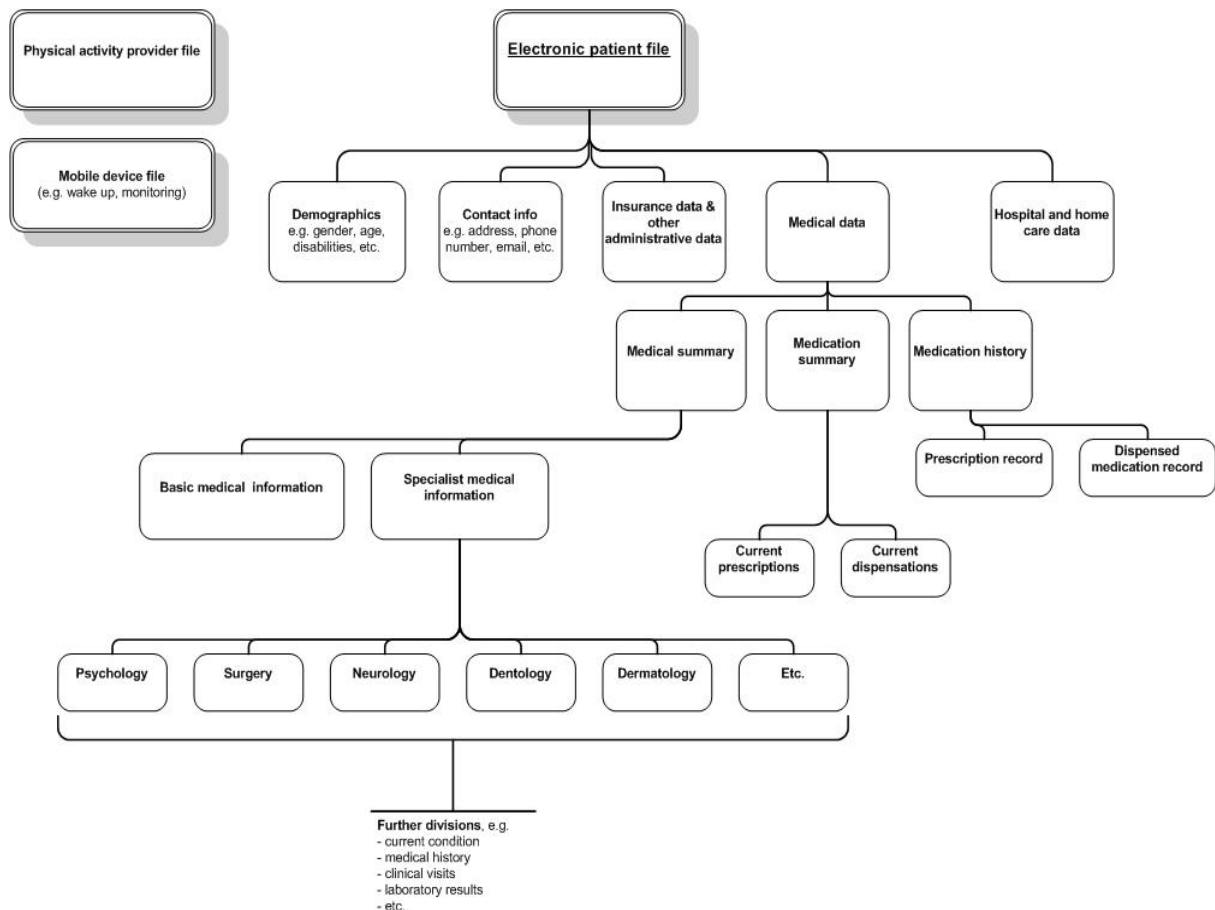 Physical activity provider file
Electronic patient file
Mobile device file
(e.g. wake up, monitoring)
Demographics
e.g. gender, age,
disabilities, etc.
Contact info
e.g. address, phone
number, email, etc.
Insurance data &
other
administrative data
Medical data
Hospital and home
care data
Medical summary
Medication
summary
Medication history
Basic medical information
Specialist medical
information
Prescription record
Dispensed
medication record
Current
prescriptions
Current
dispensations
Psychology
Surgery
Neurology
Dentology
Dermatology
Etc.
Further divisions, e.g.
- current condition
- medical history
- clinical visits
- laboratory results
- etc.